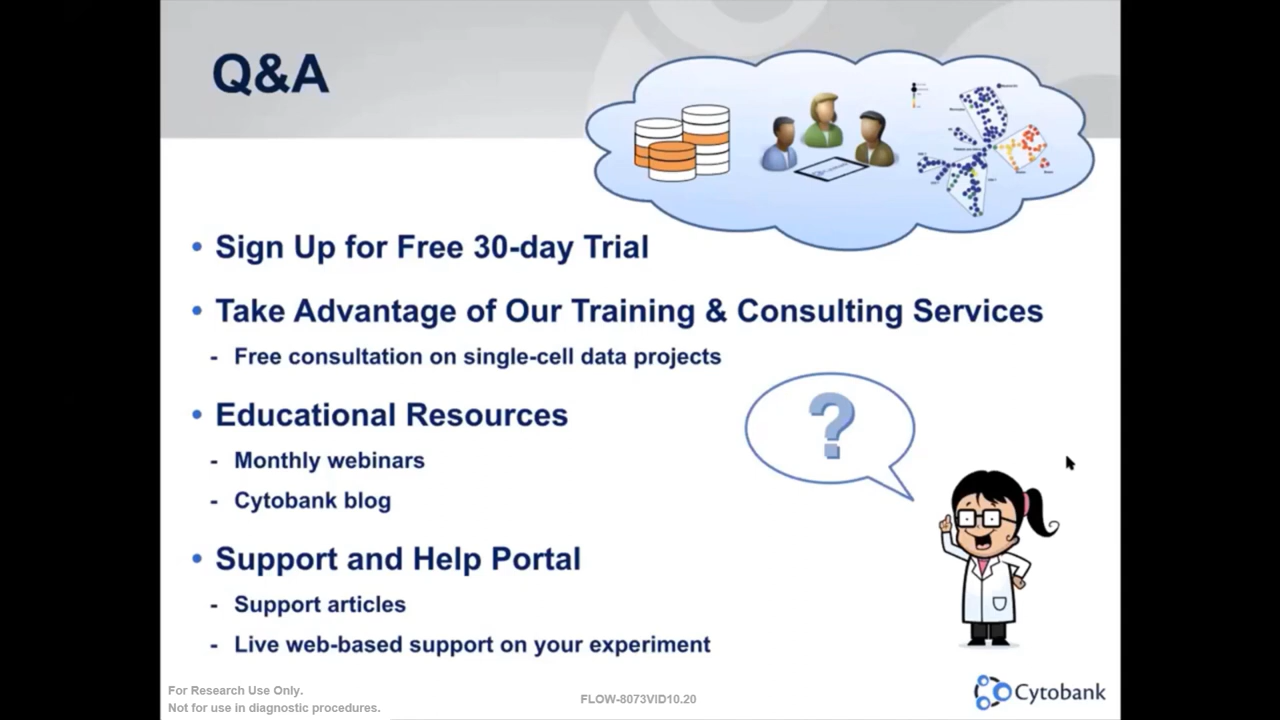 Q&A
• Sign Up for Free 30-day Trial
• Take Advantage of Our Training & Consulting Services
- Free consultation on single-cell data projects
?
• Educational Resources
- Monthly webinars
- Cytobank blog
• Support and Help Portal
- Support articles
- Live web-based support on your experiment
For Research Use Only.
Not for use in diagnostic procedures.
FLOW-8073VID10.20
Cytobank